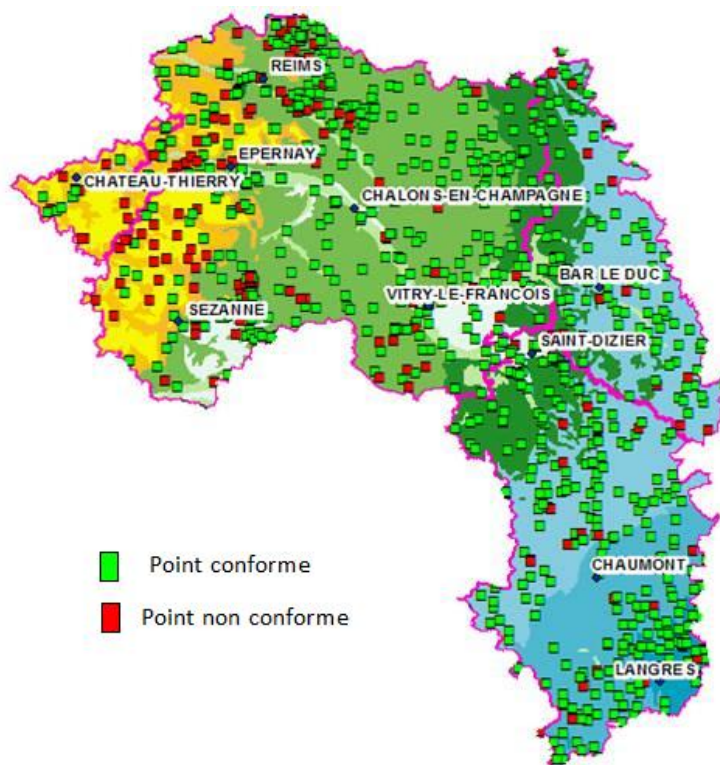 REIMS
EPERNAY
CHATEAU-THIERRY
CHALONS-EN-CHAMPAGNE
BAR LE DUC
VITRY-LE-FRANCOIS
SEZANNE
SAINT-DIZIER
Point conforme
CHAUMONT
Point non conforme
LANGRES